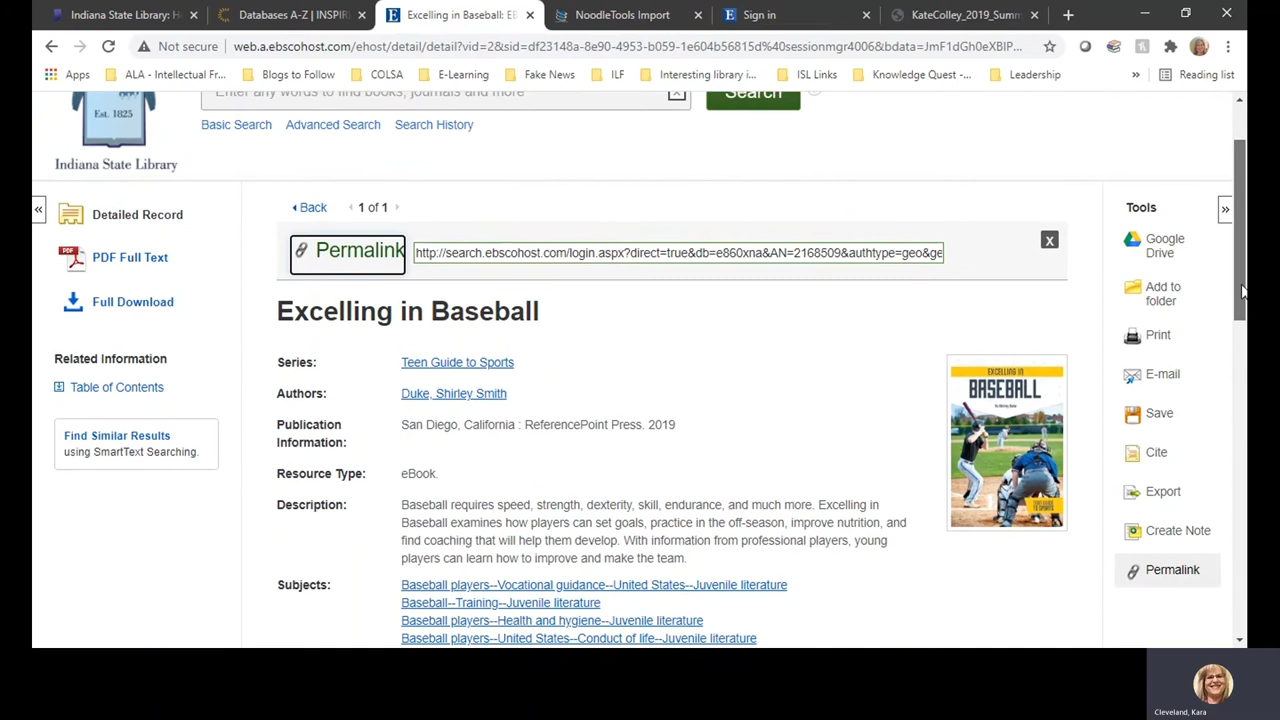 Indiana State Library: H
Databases A-Z | INSPIRE
Excelling in Baseball: EB
NoodleTools Import
Sign in
KateColley_2019_Summ
Not secure
web.a.ebscohost.com/ehost/detail/detail?vid=2&sid=df23148a-8e90-4953-b059-1e604b56815d%40sessionmgr4006&bdata=JmF1dGh0eXBlP...
Apps
ALA - Intellectual Fr...
Blogs to Follow
COLSA
E-Learning
Fake News
ILF
Interesting library i...
ISL Links
Knowledge Quest -...
Leadership
Reading list
Est. 1825
Indiana State Library
Enter any words to find books, journals and more
Search
Basic Search Advanced Search Search History
Detailed Record
PDF
PDF Full Text
Full Download
Related Information
Table of Contents
Find Similar Results
using SmartText Searching.
Back 1 of 1
Permalink http://search.ebscohost.com/login.aspx?direct=true&db=e860xna&AN=2168509&authtype=geo&ge
X
Excelling in Baseball
Series: Teen Guide to Sports
Authors: Duke, Shirley Smith
Publication Information: San Diego, California : ReferencePoint Press. 2019
Resource Type: eBook.
Description: Baseball requires speed, strength, dexterity, skill, endurance, and much more. Excelling in
Baseball examines how players can set goals, practice in the off-season, improve nutrition, and
find coaching that will help them develop. With information from professional players, young
players can learn how to improve and make the team.
Subjects: Baseball players--Vocational guidance--United States--Juvenile literature
Baseball--Training--Juvenile literature
Baseball players--Health and hygiene--Juvenile literature
Baseball players--United States--Conduct of life--Juvenile literature
EXCELLING IN
BASEBALL
Tools
Google
Drive
Add to
folder
Print
E-mail
Save
Cite
Export
Create Note
Permalink
Cleveland, Kara